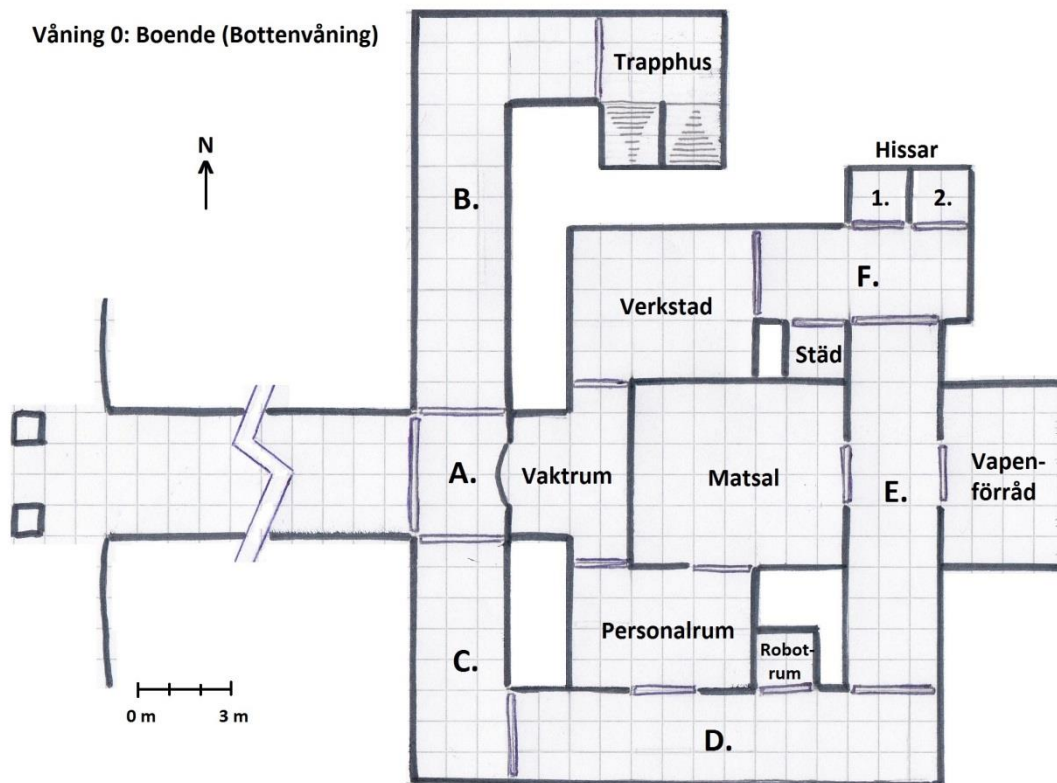 Våning 0: Boende (Bottenvåning)
Trapphus
N
Hissar
1. 2.
B.
F.
Verkstad
Städ
A.
Vaktrum
Matsal
E.
Vapen-
förråd
Personalrum
C.
Robot-
rum
0 m 3 m
D.